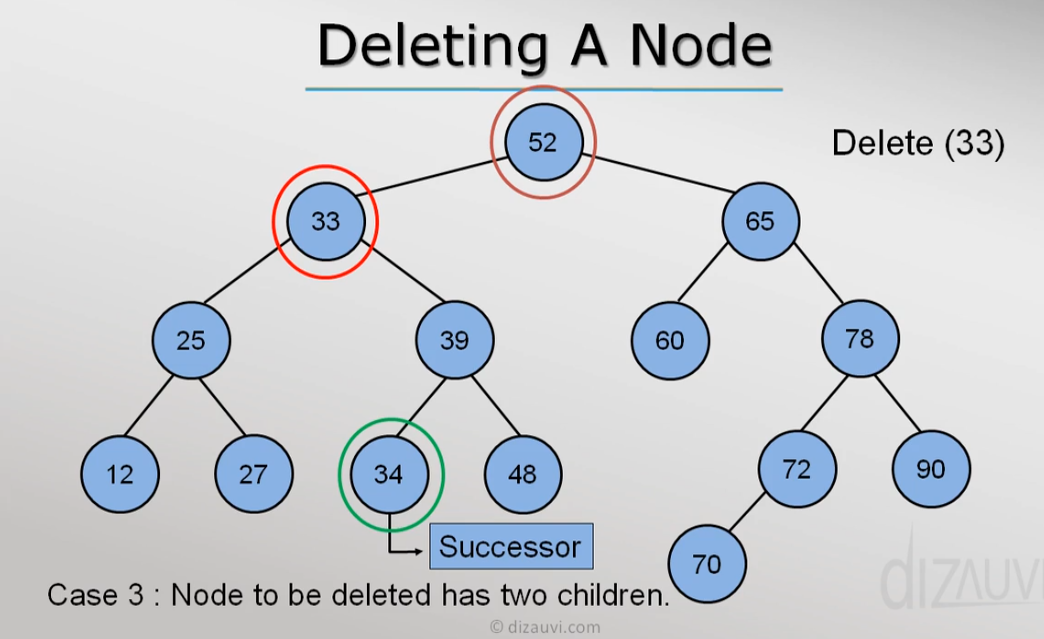 Deleting A Node
52
Delete (33)
33
65
25
39
60
78
12
27
34
48
72
90
Successor
70
Case 3 : Node to be deleted has two children.
dizauvi
© dizauvi.com